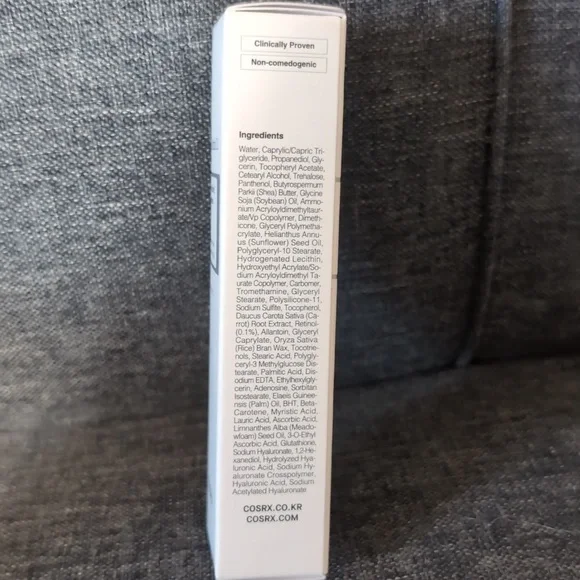 Clinically Proven
Non-comedogenic
Ingredients
Water, Caprylic/Capric Tri-
glyceride, Propanediol, Gly-
cerin, Tocopheryl Acetate,
Cetearyl Alcohol, Trehalose,
Panthenol, Butyrospermum
Parkii (Shea) Butter, Glycine
Soja (Soybean) Oil, Ammo-
nium Acryloyldimethyltaur-
ate/Vp Copolymer, Dimeth-
icone, Glyceryl Polymetha-
crylate, Helianthus Annu-
us (Sunflower) Seed Oil,
Polyglyceryl-10 Stearate,
Hydrogenated Lecithin,
Hydroxyethyl Acrylate/So-
dium Acryloyldimethyl Ta-
urate Copolymer, Carbomer,
Tromethamine, Glyceryl
Stearate, Polysilicone-11,
Sodium Sulfite, Tocopherol,
Daucus Carota Sativa (Ca-
rrot) Root Extract, Retinol-
(0.1%), Allantoin, Glyceryl
Caprylate, Oryza Sativa
(Rice) Bran Wax, Tocotrie-
nols, Stearic Acid, Polygly-
ceryl-3 Methylglucose Dis-
tearate, Palmitic Acid, Dis-
odium EDTA, Ethylhexylgly-
cerin, Adenosine, Sorbitan
Isostearate, Elaeis Guinee-
nsis (Palm) Oil, BHT, Beta-
Carotene, Myristic Acid,
Lauric Acid, Ascorbic Acid,
Limnanthes Alba (Meado-
wfoam) Seed Oil, 3-O-Ethyl
Ascorbic Acid, Glutathione,
Sodium Hyaluronate, 1,2-He-
xanediol, Hydrolyzed Hya-
luronic Acid, Sodium Hy-
aluronate Crosspolymer,
Hyaluronic Acid, Sodium
Acetylated Hyaluronate
COSRX.CO.KR
COSRX.COM